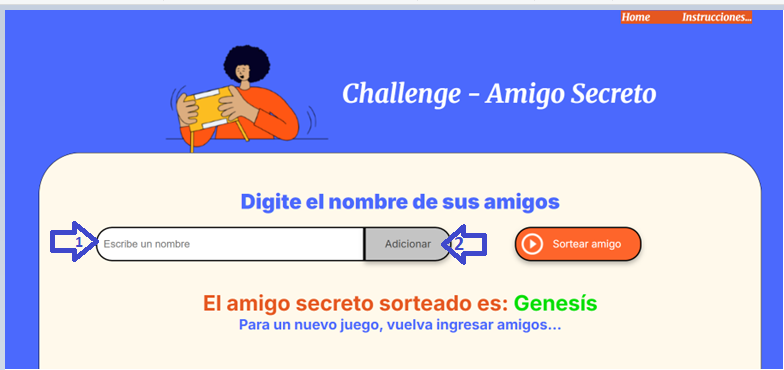 Home Instrucciones...
Challenge - Amigo Secreto
Digite el nombre de sus amigos
1 Escribe un nombre Adicionar 2 Sortear amigo
El amigo secreto sorteado es: Genesís
Para un nuevo juego, vuelva ingresar amigos...